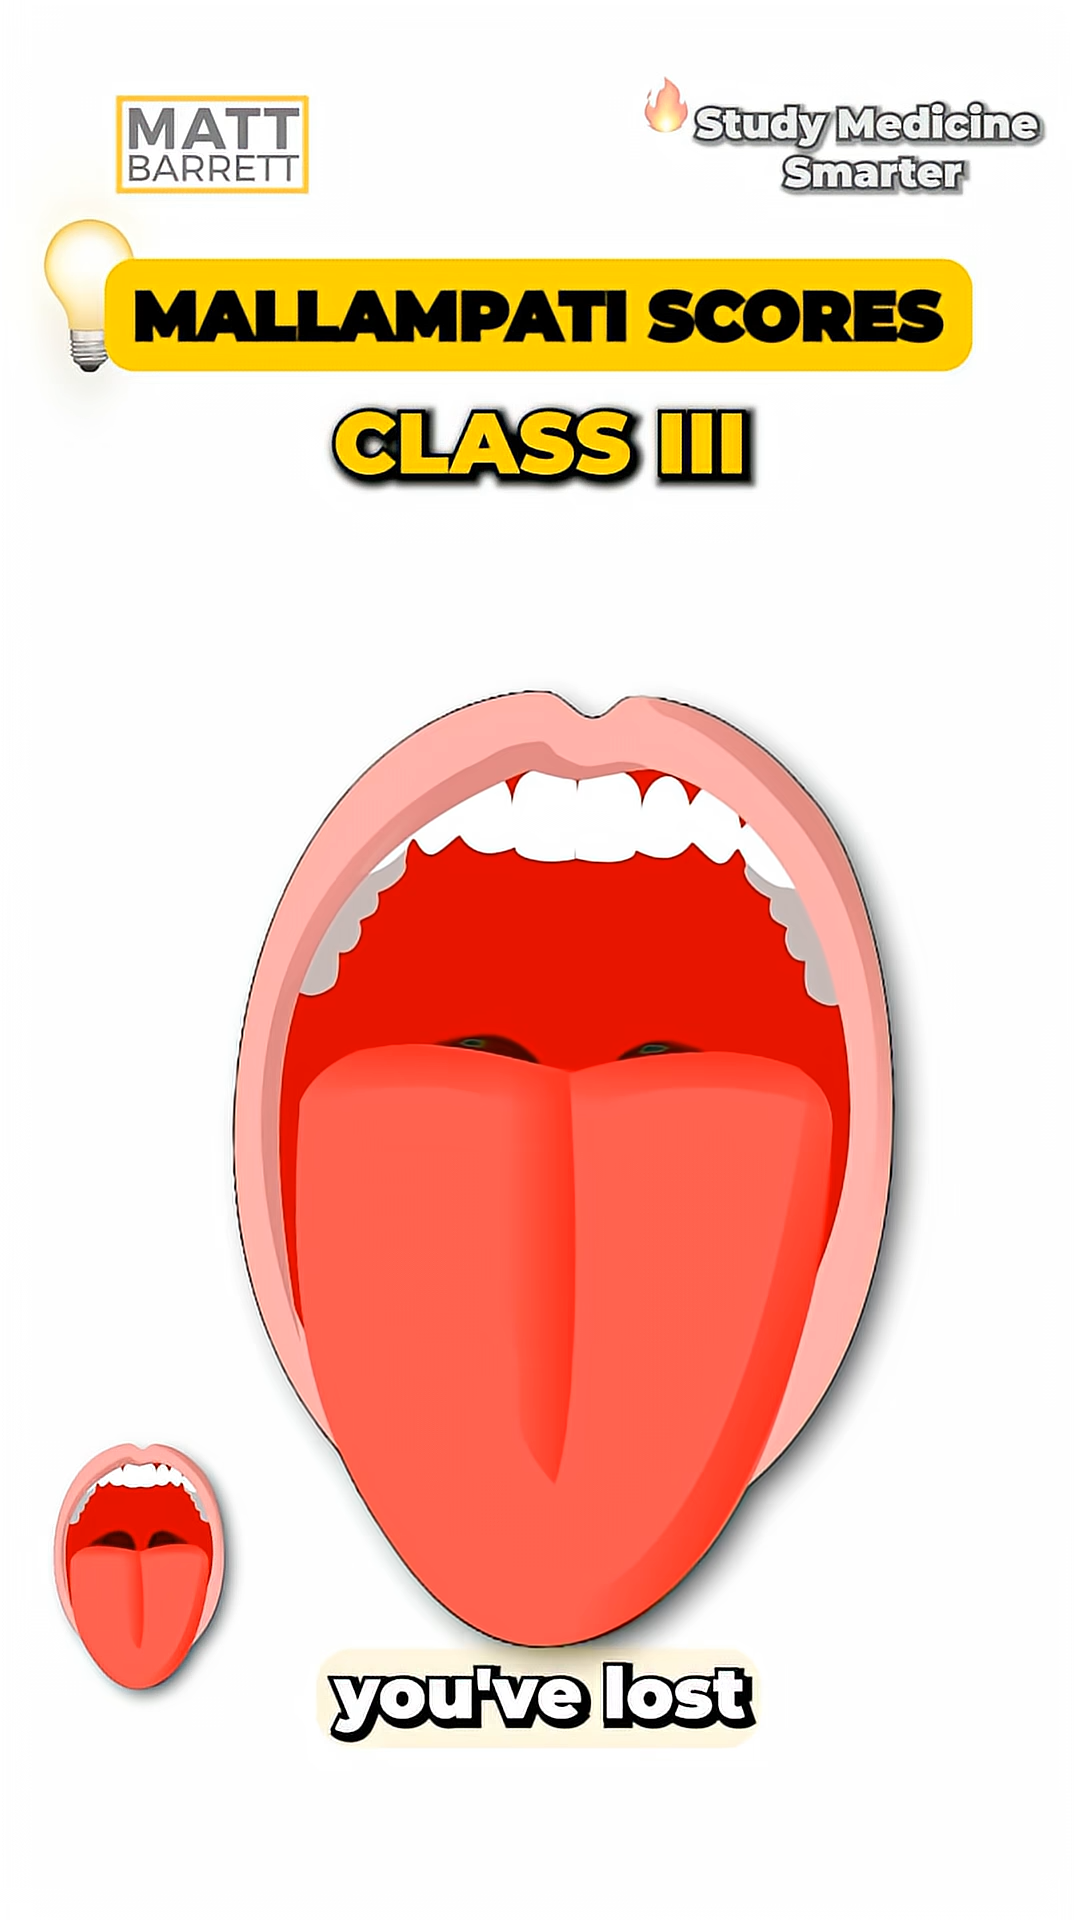 MATT
BARRETT
Study Medicine
Smarter
MALLAMPATI SCORES
CLASS III
you've lost